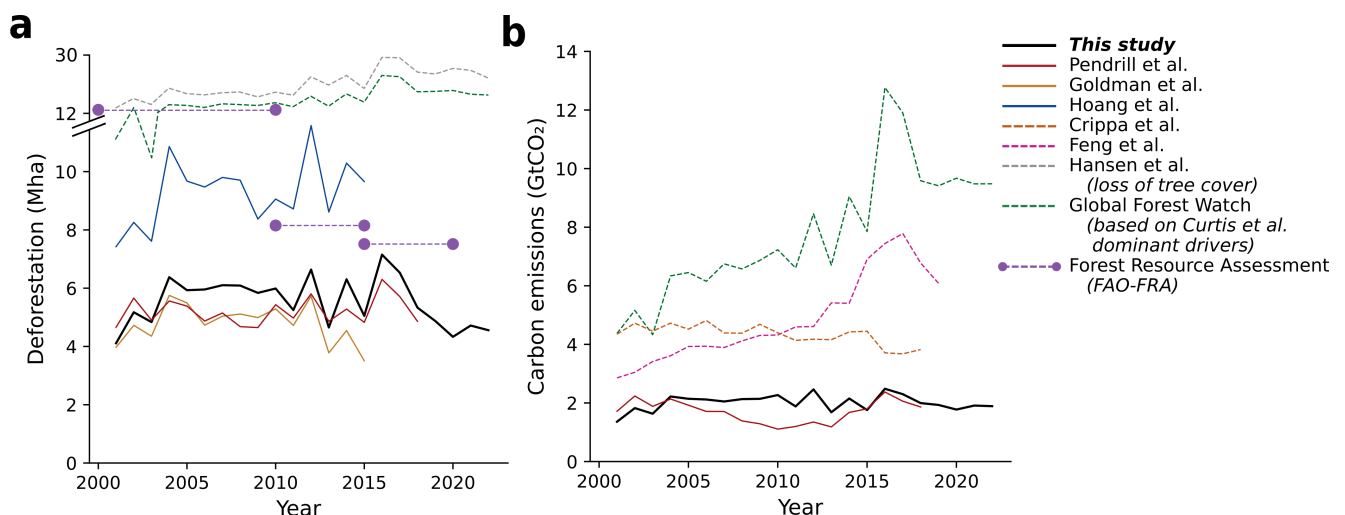 a
30
12
10
8
6
4
2
0
Deforestation (Mha)
2000
2005
2010
2015
2020
Year
b
14
12
10
8
6
4
2
0
Carbon emissions (GtCO₂)
2000
2005
2010
2015
2020
Year
This study
Pendrill et al.
Goldman et al.
Hoang et al.
Crippa et al.
Feng et al.
Hansen et al.
(loss of tree cover)
Global Forest Watch
(based on Curtis et al.
dominant drivers)
Forest Resource Assessment
(FAO-FRA)